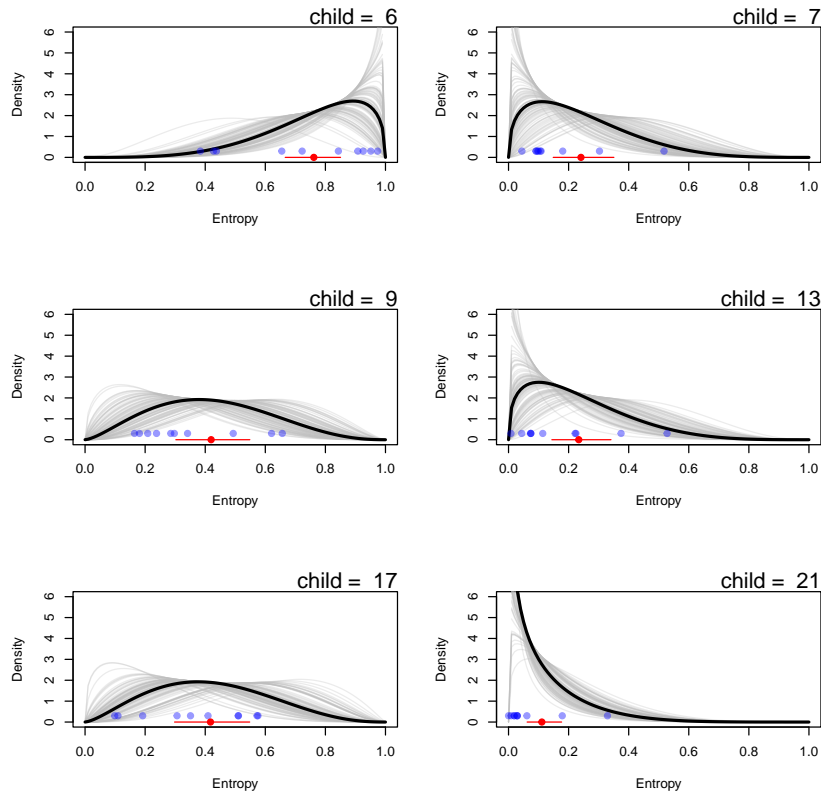 child = 6
Density
0 1 2 3 4 5 6
0.0 0.2 0.4 0.6 0.8 1.0
Entropy
child = 7
Density
0 1 2 3 4 5 6
0.0 0.2 0.4 0.6 0.8 1.0
Entropy
child = 9
Density
0 1 2 3 4 5 6
0.0 0.2 0.4 0.6 0.8 1.0
Entropy
child = 13
Density
0 1 2 3 4 5 6
0.0 0.2 0.4 0.6 0.8 1.0
Entropy
child = 17
Density
0 1 2 3 4 5 6
0.0 0.2 0.4 0.6 0.8 1.0
Entropy
child = 21
Density
0 1 2 3 4 5 6
0.0 0.2 0.4 0.6 0.8 1.0
Entropy